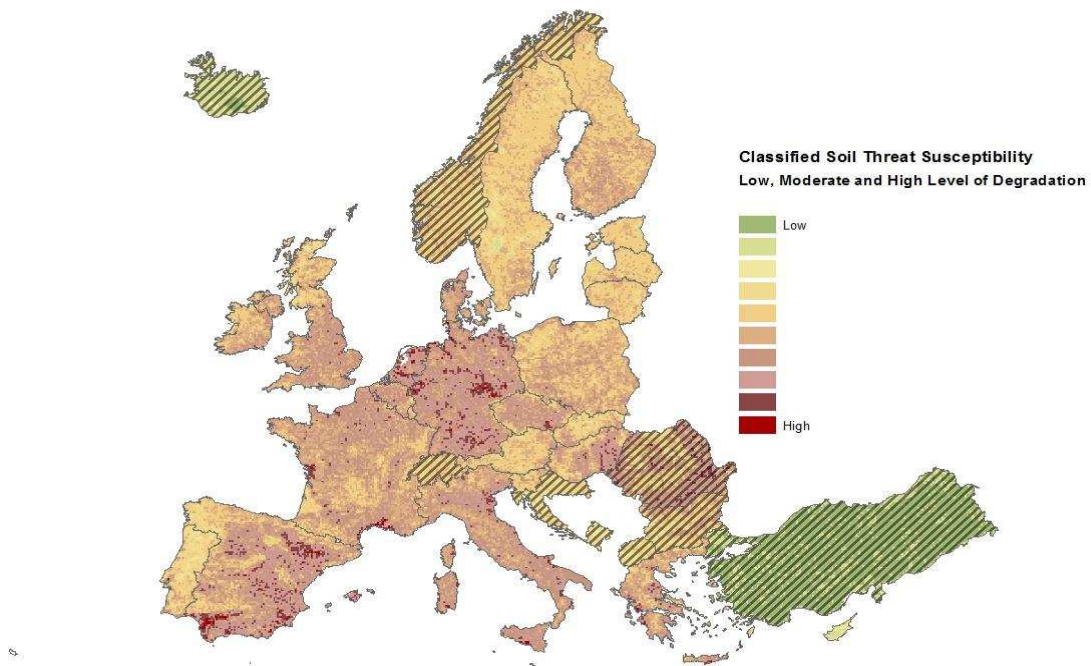 Classified Soil Threat Susceptibility
Low, Moderate and High Level of Degradation
Low
High